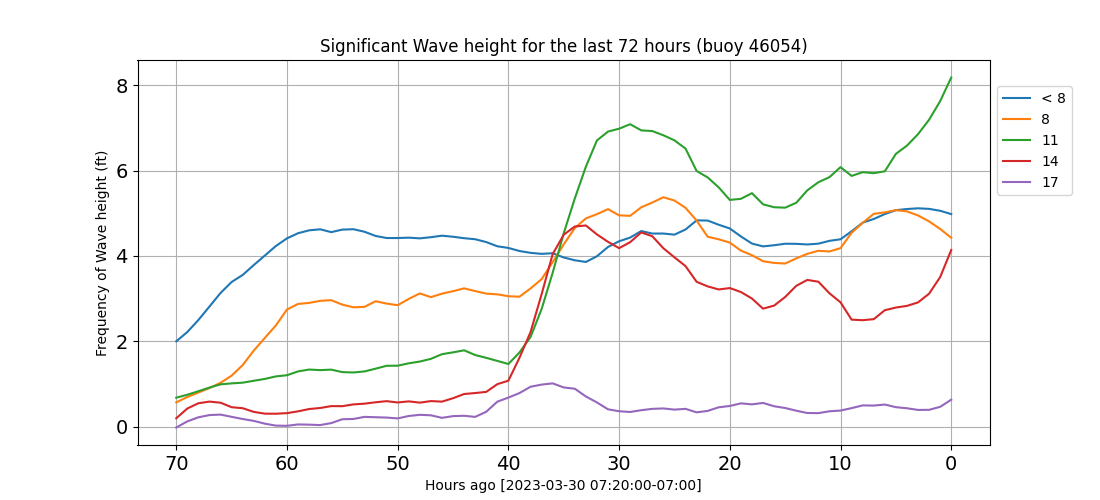 Significant Wave height for the last 72 hours (buoy 46054)
Frequency of Wave height (ft)
8
6
4
2
0
70 60 50 40 30 20 10 0
Hours ago [2023-03-30 07:20:00-07:00]
< 8
8
11
14
17